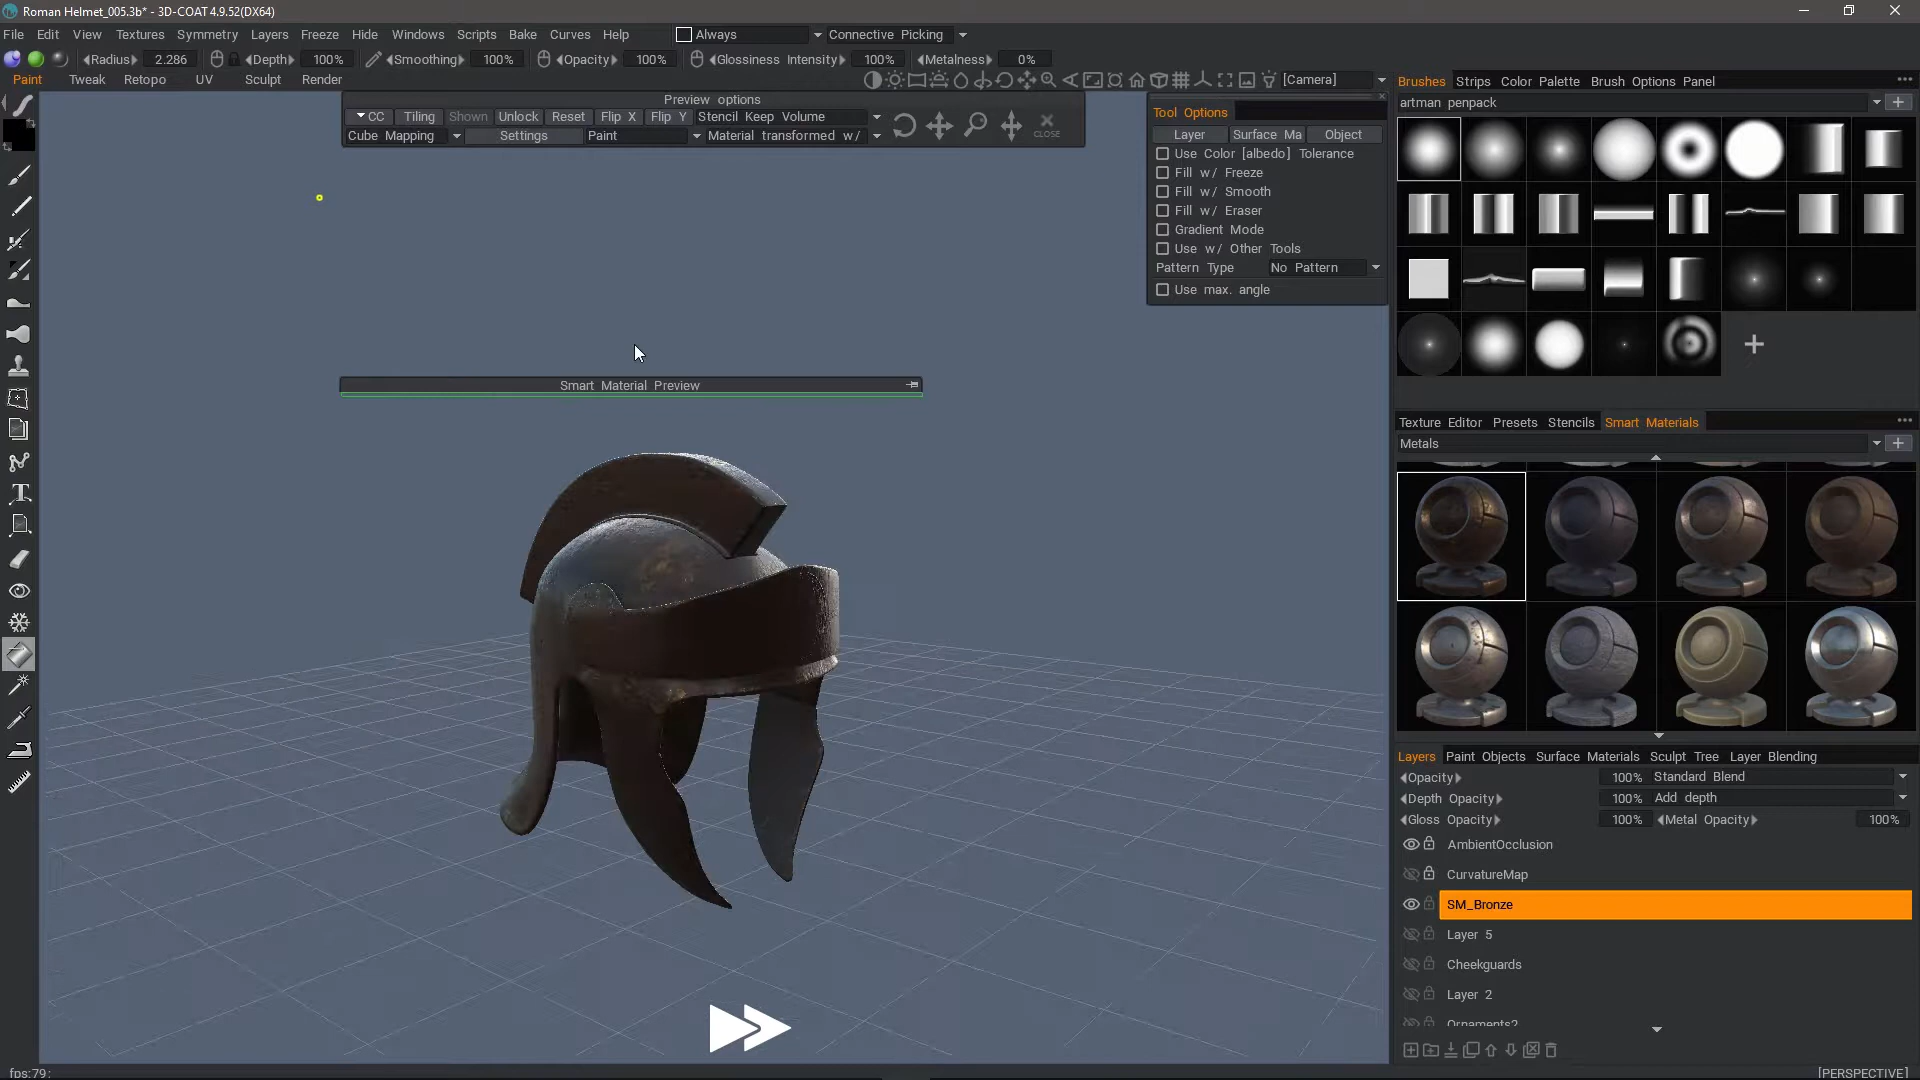 Roman Helmet_005.3b* - 3D-COAT 4.9.52(DX64)
File Edit View Textures Symmetry Layers Freeze Hide Windows Scripts Bake Curves Help Always Connective Picking
Radius 2.286 Depth 100% Smoothing 100% Opacity 100% Glossiness Intensity 100% Metalness 0%
Paint Tweak Retopo UV Sculpt Render [Camera]
Preview options
CC Tiling Shown Unlock Reset Flip X Flip Y Stencil Keep Volume
Cube Mapping Settings Paint Material transformed w/
CLOSE
Tool Options
Layer Surface Ma Object
Use Color [albedo] Tolerance
Fill w/ Freeze
Fill w/ Smooth
Fill w/ Eraser
Gradient Mode
Use w/ Other Tools
Pattern Type No Pattern
Use max. angle
Smart Material Preview
Brushes Strips Color Palette Brush Options Panel
artman penpack
Texture Editor Presets Stencils Smart Materials
Metals
Layers Paint Objects Surface Materials Sculpt Tree Layer Blending
Opacity 100% Standard Blend
Depth Opacity 100% Add depth
Gloss Opacity 100% Metal Opacity 100%
AmbientOcclusion
CurvatureMap
SM_Bronze
Layer 5
Cheekguards
Layer 2
Ornaments2
fps:79:
[PERSPECTIVE]